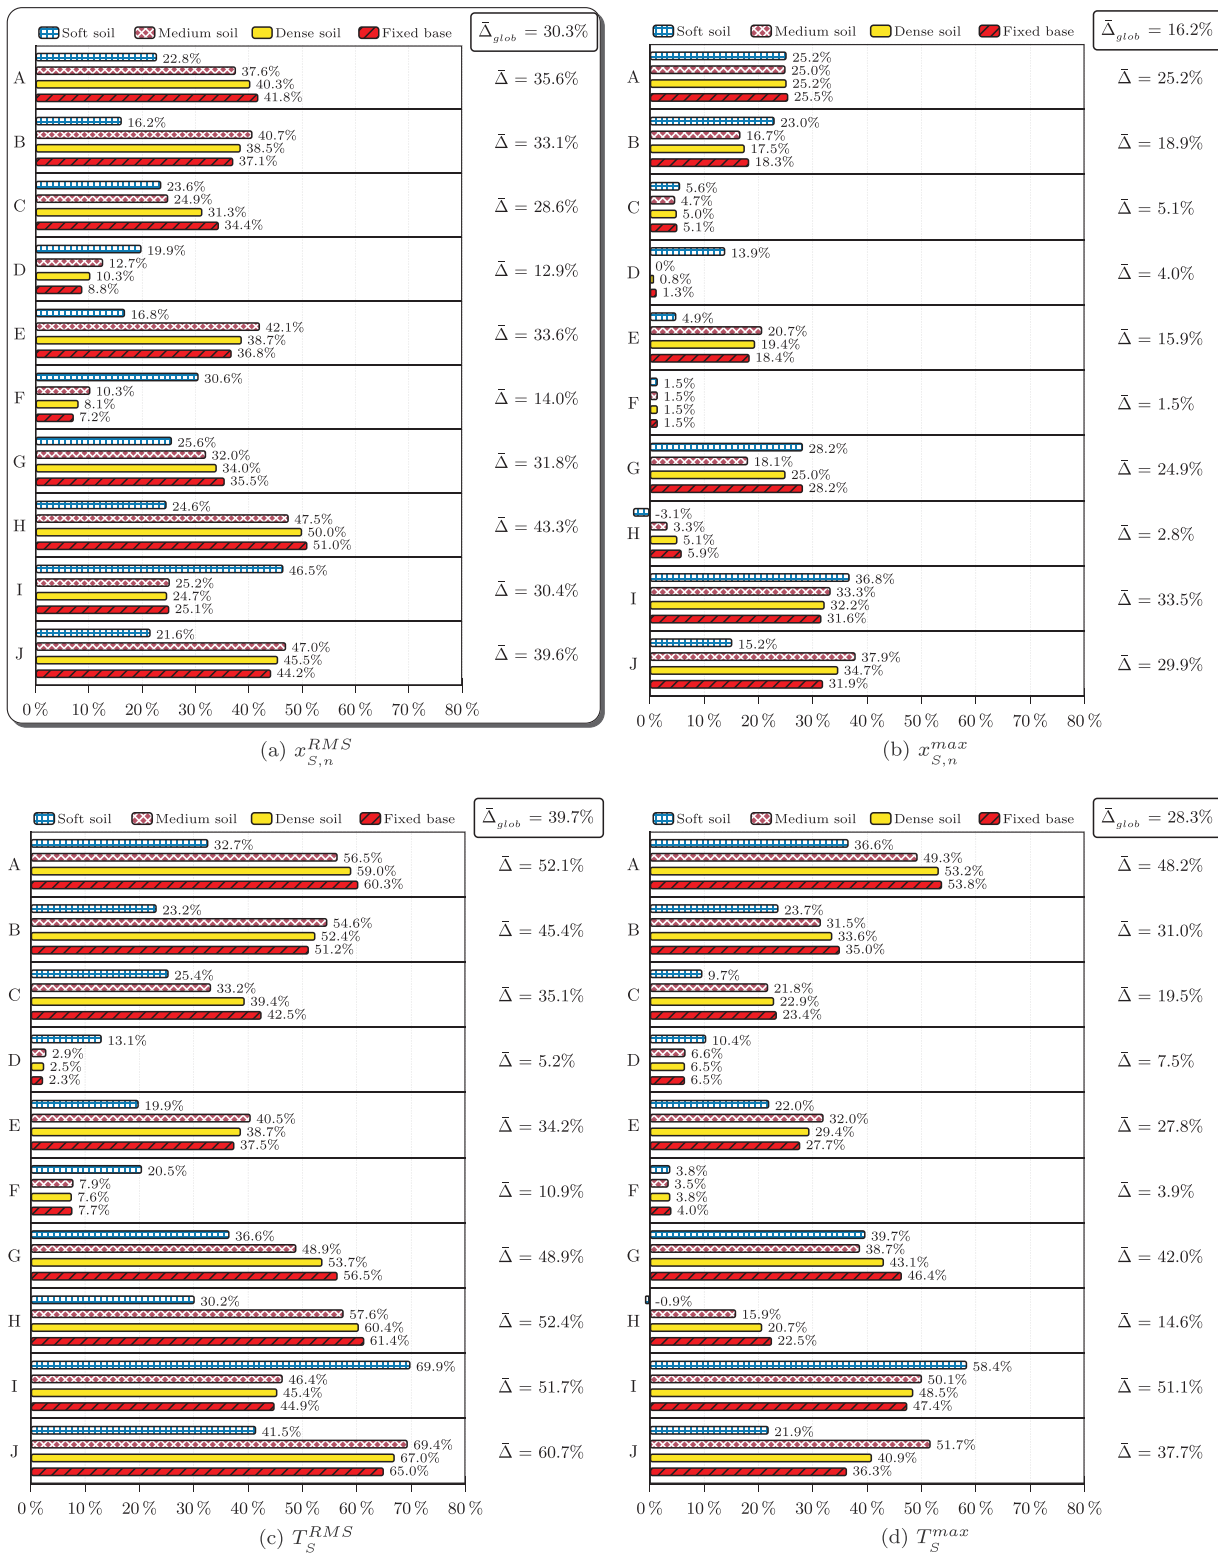 Soft soil Medium soil Dense soil Fixed base Δ̄glob = 30.3%
A 22.8% 37.6% 40.3% 41.8% Δ̄ = 35.6%
B 16.2% 40.7% 38.5% 37.1% Δ̄ = 33.1%
C 23.6% 24.9% 31.3% 34.4% Δ̄ = 28.6%
D 19.9% 12.7% 10.3% 8.8% Δ̄ = 12.9%
E 16.8% 42.1% 38.7% 36.8% Δ̄ = 33.6%
F 30.6% 10.3% 8.1% 7.2% Δ̄ = 14.0%
G 25.6% 32.0% 34.0% 35.5% Δ̄ = 31.8%
H 24.6% 47.5% 50.0% 51.0% Δ̄ = 43.3%
I 46.5% 25.2% 24.7% 25.1% Δ̄ = 30.4%
J 21.6% 47.0% 45.5% 44.2% Δ̄ = 39.6%
0% 10% 20% 30% 40% 50% 60% 70% 80%
(a) x_{S,n}^{RMS}
Soft soil Medium soil Dense soil Fixed base Δ̄glob = 16.2%
A 25.2% 25.0% 25.2% 25.5% Δ̄ = 25.2%
B 23.0% 16.7% 17.5% 18.3% Δ̄ = 18.9%
C 5.6% 4.7% 5.0% 5.1% Δ̄ = 5.1%
D 13.9% 0% 0.8% 1.3% Δ̄ = 4.0%
E 4.9% 20.7% 19.4% 18.4% Δ̄ = 15.9%
F 1.5% 1.5% 1.5% 1.5% Δ̄ = 1.5%
G 28.2% 18.1% 25.0% 28.2% Δ̄ = 24.9%
H -3.1% 3.3% 5.1% 5.9% Δ̄ = 2.8%
I 36.8% 33.3% 32.2% 31.6% Δ̄ = 33.5%
J 15.2% 37.9% 34.7% 31.9% Δ̄ = 29.9%
0% 10% 20% 30% 40% 50% 60% 70% 80%
(b) x_{S,n}^{max}
Soft soil Medium soil Dense soil Fixed base Δ̄glob = 39.7%
A 32.7% 56.5% 59.0% 60.3% Δ̄ = 52.1%
B 23.2% 54.6% 52.4% 51.2% Δ̄ = 45.4%
C 25.4% 33.2% 39.4% 42.5% Δ̄ = 35.1%
D 13.1% 2.9% 2.5% 2.3% Δ̄ = 5.2%
E 19.9% 40.5% 38.7% 37.5% Δ̄ = 34.2%
F 20.5% 7.9% 7.6% 7.7% Δ̄ = 10.9%
G 36.6% 48.9% 53.7% 56.5% Δ̄ = 48.9%
H 30.2% 57.6% 60.4% 61.4% Δ̄ = 52.4%
I 69.9% 46.4% 45.4% 44.9% Δ̄ = 51.7%
J 41.5% 69.4% 67.0% 65.0% Δ̄ = 60.7%
0% 10% 20% 30% 40% 50% 60% 70% 80%
(c) T_S^{RMS}
Soft soil Medium soil Dense soil Fixed base Δ̄glob = 28.3%
A 36.6% 49.3% 53.2% 53.8% Δ̄ = 48.2%
B 23.7% 31.5% 33.6% 35.0% Δ̄ = 31.0%
C 9.7% 21.8% 22.9% 23.4% Δ̄ = 19.5%
D 10.4% 6.6% 6.5% 6.5% Δ̄ = 7.5%
E 22.0% 32.0% 29.4% 27.7% Δ̄ = 27.8%
F 3.8% 3.5% 3.8% 4.0% Δ̄ = 3.9%
G 39.7% 38.7% 43.1% 46.4% Δ̄ = 42.0%
H -0.9% 15.9% 20.7% 22.5% Δ̄ = 14.6%
I 58.4% 50.1% 48.5% 47.4% Δ̄ = 51.1%
J 21.9% 51.7% 40.9% 36.3% Δ̄ = 37.7%
0% 10% 20% 30% 40% 50% 60% 70% 80%
(d) T_S^{max}